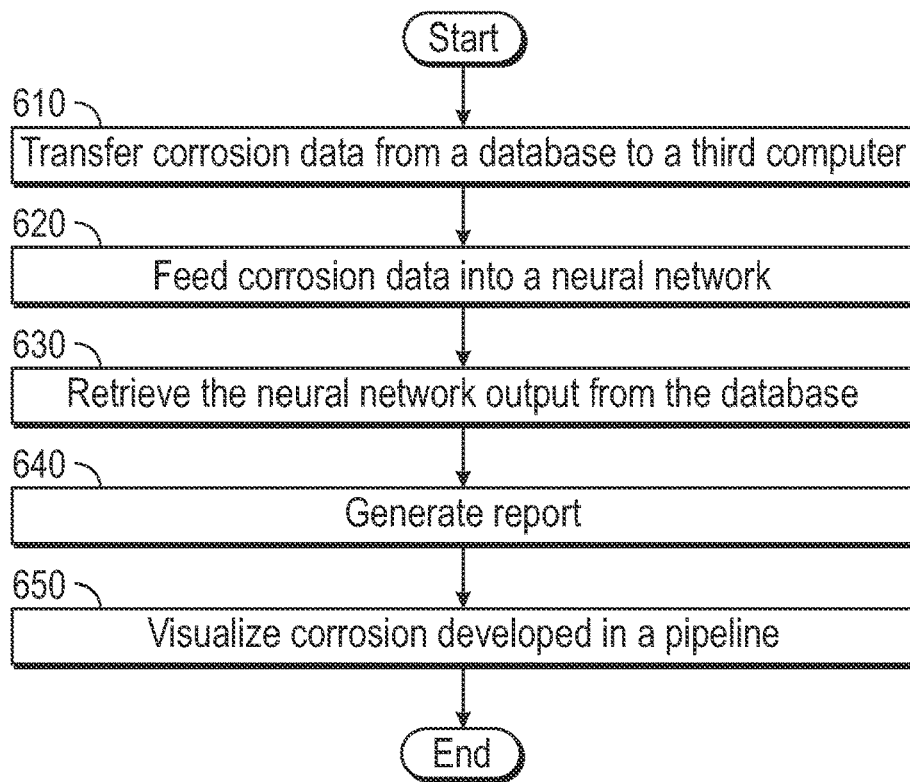 Start
610
Transfer corrosion data from a database to a third computer
620
Feed corrosion data into a neural network
630
Retrieve the neural network output from the database
640
Generate report
650
Visualize corrosion developed in a pipeline
End